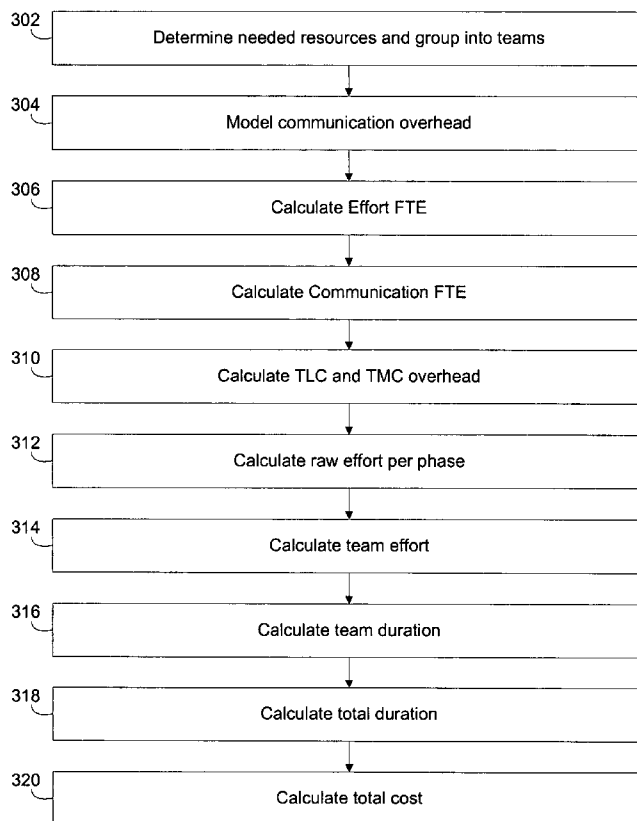 302
Determine needed resources and group into teams
304
Model communication overhead
306
Calculate Effort FTE
308
Calculate Communication FTE
310
Calculate TLC and TMC overhead
312
Calculate raw effort per phase
314
Calculate team effort
316
Calculate team duration
318
Calculate total duration
320
Calculate total cost